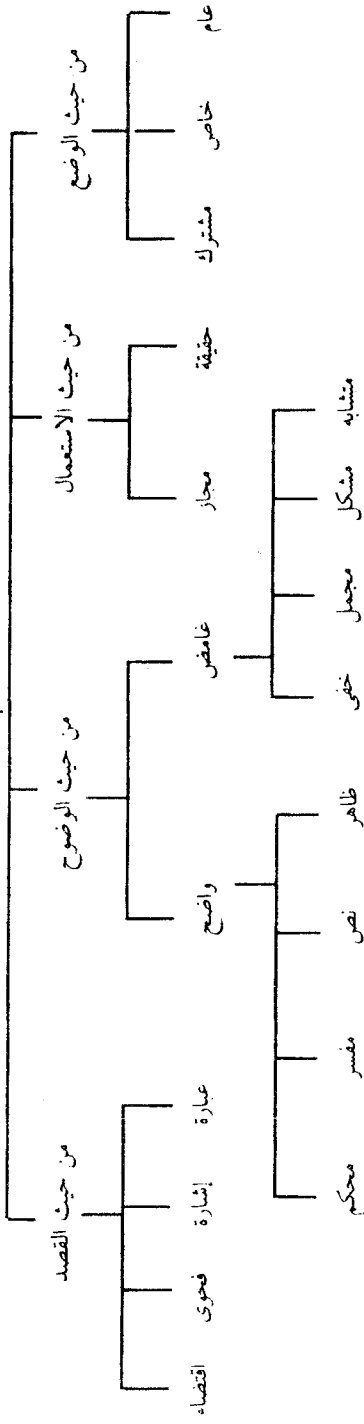 من حيث الوضع
عام
خاص
مشترك
من حيث الاستعمال
حقيقة
مجاز
من حيث الوضوح
غامض
متشابه
مشكل
مجمل
خفى
واضح
ظاهر
نص
مفسر
محكم
من حيث القصد
عبارة
إشارة
فحوى
اقتضاء